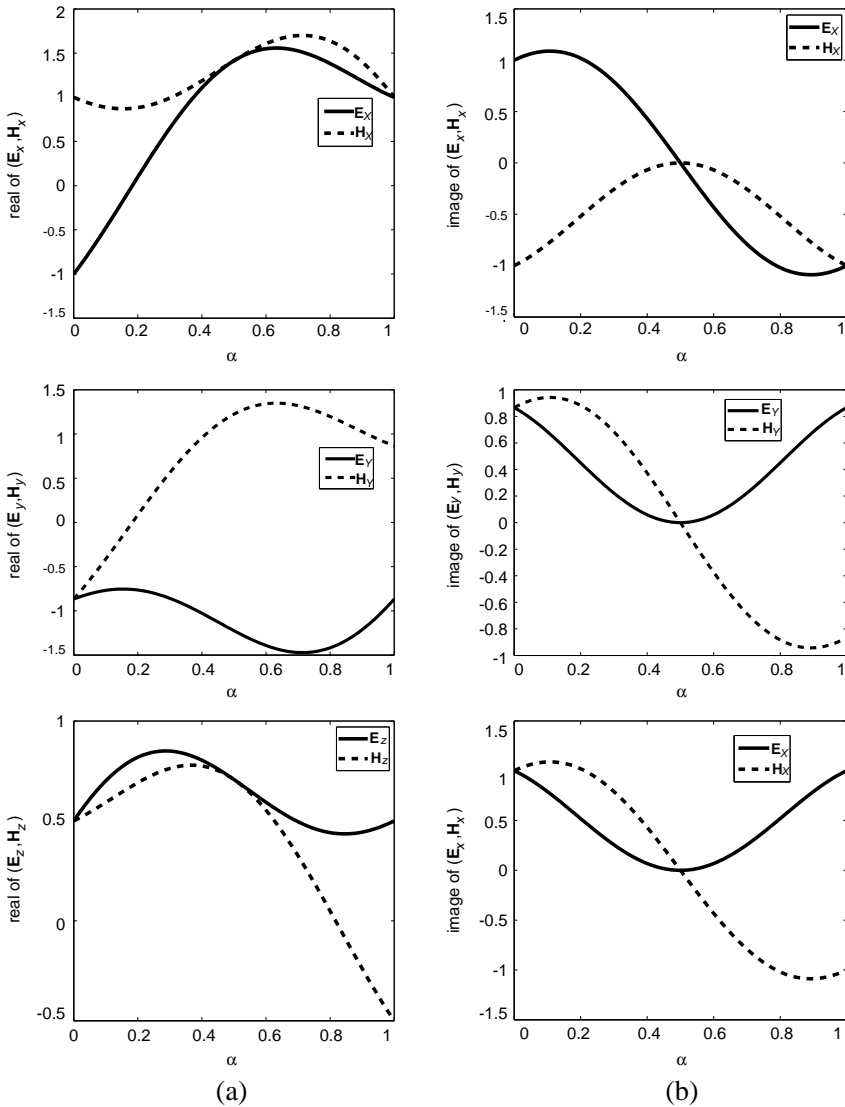 2
1.5
1
0.5
0
-0.5
-1
-1.5
0 0.2 0.4 0.6 0.8 1
α
real of (Ex,Hx)
EX
HX
1.5
1
0.5
0
-0.5
-1
-1.5
0 0.2 0.4 0.6 0.8 1
α
image of (Ex,Hx)
EX
HX
1.5
1
0.5
0
-0.5
-1
-1.5
0 0.2 0.4 0.6 0.8 1
α
real of (Ey,Hy)
EY
HY
1
0.8
0.6
0.4
0.2
0
-0.2
-0.4
-0.6
-0.8
-1
0 0.2 0.4 0.6 0.8 1
α
image of (Ey,Hy)
EY
HY
1
0.5
0
-0.5
0 0.2 0.4 0.6 0.8 1
α
real of (Ez,Hz)
Ez
Hz
1.5
1
0.5
0
-0.5
-1
-1.5
0 0.2 0.4 0.6 0.8 1
α
image of (Ex,Hx)
EX
HX
(a)
(b)